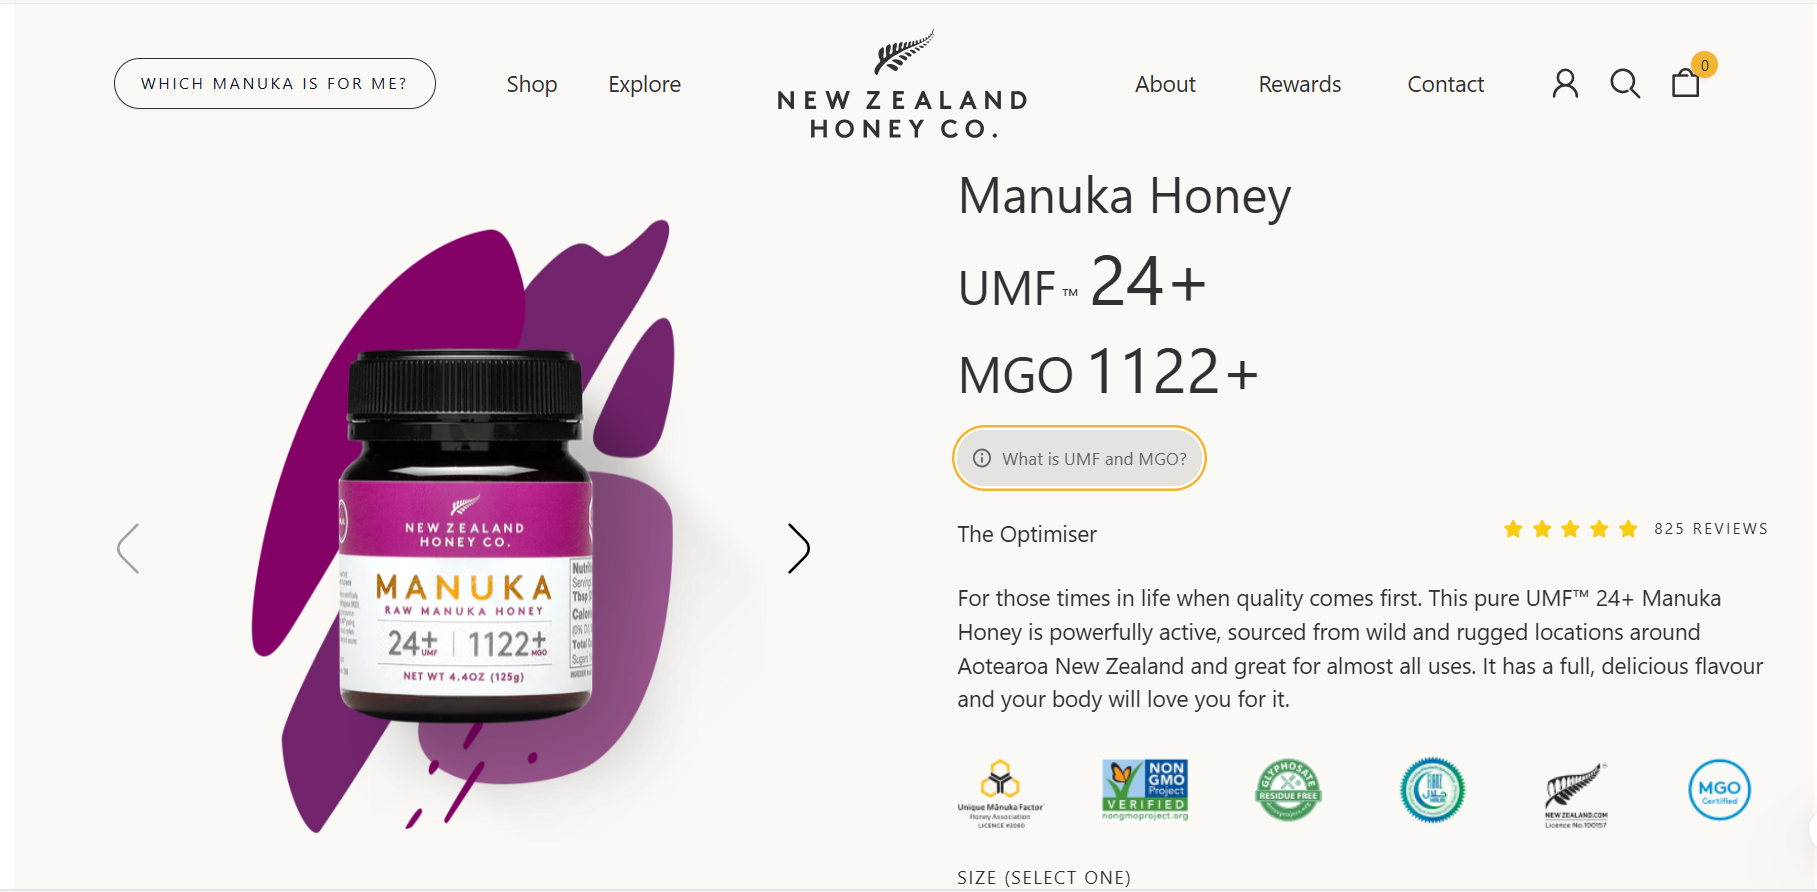 WHICH MANUKA IS FOR ME?
Shop
Explore
NEW ZEALAND
HONEY CO.
About
Rewards
Contact
0
Manuka Honey
UMF™ 24+
MGO 1122+
What is UMF and MGO?
The Optimiser
825 REVIEWS
For those times in life when quality comes first. This pure UMF™ 24+ Manuka
Honey is powerfully active, sourced from wild and rugged locations around
Aotearoa New Zealand and great for almost all uses. It has a full, delicious flavour
and your body will love you for it.
NEW ZEALAND
HONEY CO.
MANUKA
RAW MANUKA HONEY
24+ UMF | 1122+ MGO
NET WT 4.4OZ (125g)
Unique Mānuka Factor
Honey Association
LICENCE #2060
NON
GMO
Project
VERIFIED
nongmoproject.org
GLYPHOSATE
RESIDUE FREE
NEWZEALAND.COM
Licence No:100157
MGO
Certified
SIZE (SELECT ONE)